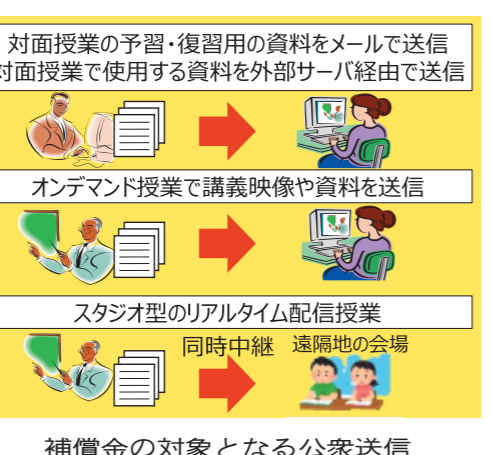 対面授業の予習・復習用の資料をメールで送信
対面授業で使用する資料を外部サーバ経由で送信
オンデマンド授業で講義映像や資料を送信
スタジオ型のリアルタイム配信授業
同時中継 遠隔地の会場
補償金の対象となる公衆送信